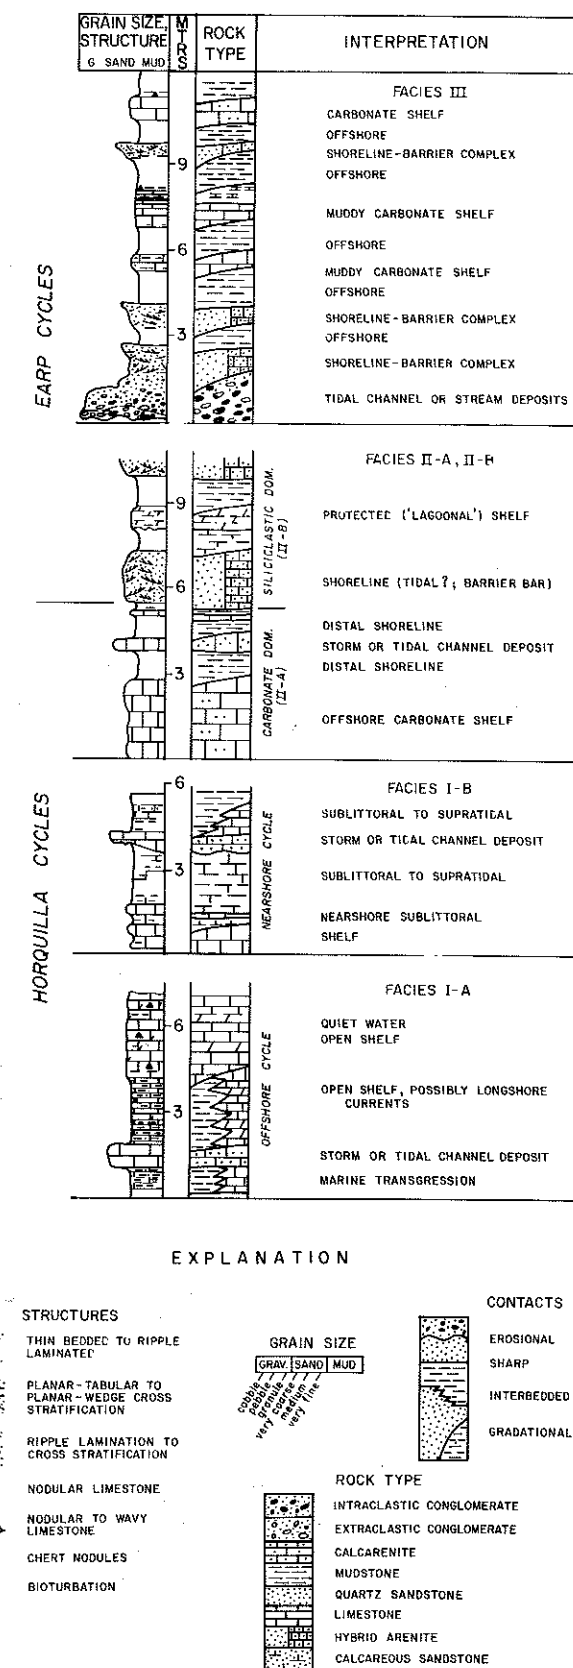 GRAIN SIZE,
STRUCTURE
G SAND MUD
MTRS
ROCK
TYPE
INTERPRETATION
EARP CYCLES
9
6
3
FACIES III
CARBONATE SHELF
OFFSHORE
SHORELINE-BARRIER COMPLEX
OFFSHORE
MUDDY CARBONATE SHELF
OFFSHORE
MUDDY CARBONATE SHELF
OFFSHORE
SHORELINE-BARRIER COMPLEX
OFFSHORE
SHORELINE-BARRIER COMPLEX
TIDAL CHANNEL OR STREAM DEPOSITS
HORQUILLA CYCLES
9
6
3
SILICICLASTIC DOM.
(II-B)
CARBONATE DOM.
(II-A)
FACIES II-A, II-B
PROTECTED ('LAGOONAL') SHELF
SHORELINE (TIDAL?; BARRIER BAR)
DISTAL SHORELINE
STORM OR TIDAL CHANNEL DEPOSIT
DISTAL SHORELINE
OFFSHORE CARBONATE SHELF
6
3
NEARSHORE CYCLE
FACIES I-B
SUBLITTORAL TO SUPRATIDAL
STORM OR TIDAL CHANNEL DEPOSIT
SUBLITTORAL TO SUPRATIDAL
NEARSHORE SUBLITTORAL
SHELF
6
3
OFFSHORE CYCLE
FACIES I-A
QUIET WATER
OPEN SHELF
OPEN SHELF, POSSIBLY LONGSHORE
CURRENTS
STORM OR TIDAL CHANNEL DEPOSIT
MARINE TRANSGRESSION
EXPLANATION
STRUCTURES
THIN BEDDED TO RIPPLE
LAMINATED
PLANAR-TABULAR TO
PLANAR-WEDGE CROSS
STRATIFICATION
RIPPLE LAMINATION TO
CROSS STRATIFICATION
NODULAR LIMESTONE
NODULAR TO WAVY
LIMESTONE
CHERT NODULES
BIOTURBATION
GRAIN SIZE
GRAV. SAND MUD
cobble
pebble
granule
very coarse
medium
very fine
CONTACTS
EROSIONAL
SHARP
INTERBEDDED
GRADATIONAL
ROCK TYPE
INTRACLASTIC CONGLOMERATE
EXTRACLASTIC CONGLOMERATE
CALCARENITE
MUDSTONE
QUARTZ SANDSTONE
LIMESTONE
HYBRID ARENITE
CALCAREOUS SANDSTONE